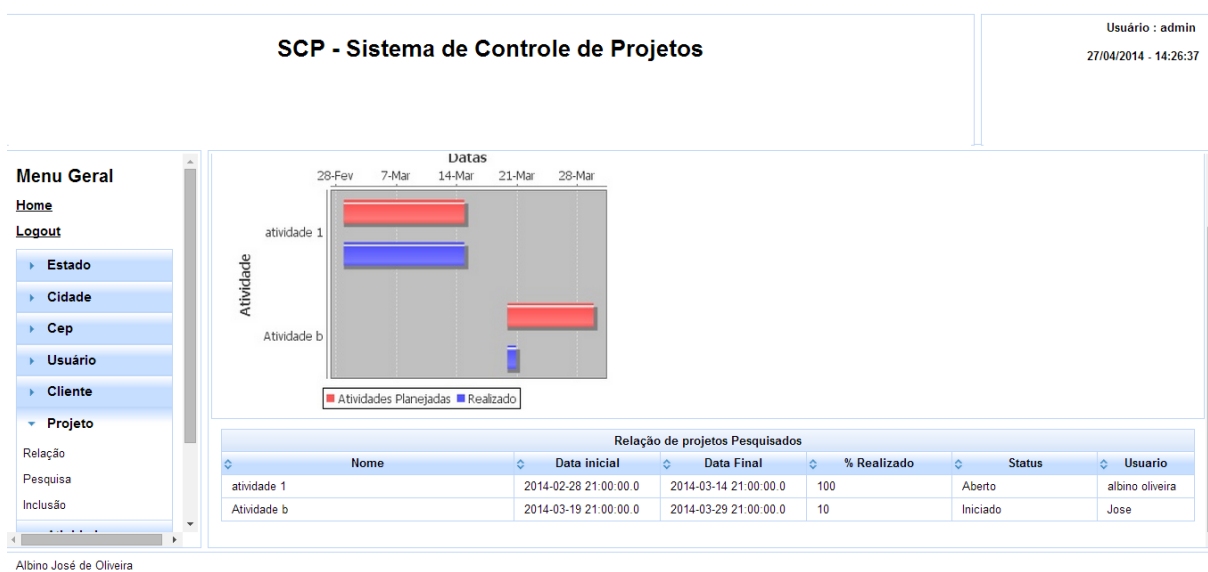 SCP - Sistema de Controle de Projetos
Usuário : admin
27/04/2014 - 14:26:37
Menu Geral
Home
Logout
Estado
Cidade
Cep
Usuário
Cliente
Projeto
Relação
Pesquisa
Inclusão
Datas
28-Fev 7-Mar 14-Mar 21-Mar 28-Mar
Atividade
atividade 1
Atividade b
Atividades Planejadas Realizado
Relação de projetos Pesquisados
Nome Data inicial Data Final % Realizado Status Usuario
atividade 1 2014-02-28 21:00:00.0 2014-03-14 21:00:00.0 100 Aberto albino oliveira
Atividade b 2014-03-19 21:00:00.0 2014-03-29 21:00:00.0 10 Iniciado Jose
Albino José de Oliveira